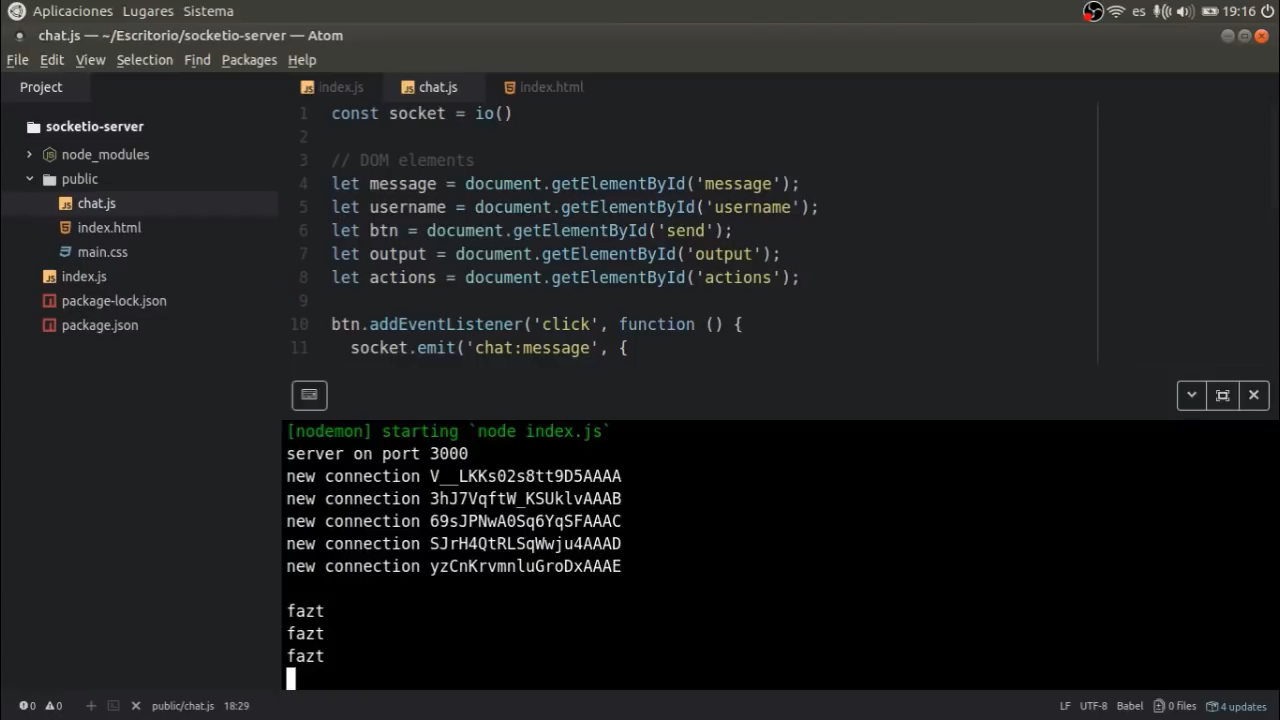 Aplicaciones Lugares Sistema es 19:16
chat.js — ~/Escritorio/socketio-server — Atom
File Edit View Selection Find Packages Help
Project index.js chat.js index.html
socketio-server
node_modules
public
chat.js
index.html
main.css
index.js
package-lock.json
package.json
1 const socket = io()
2
3 // DOM elements
4 let message = document.getElementById('message');
5 let username = document.getElementById('username');
6 let btn = document.getElementById('send');
7 let output = document.getElementById('output');
8 let actions = document.getElementById('actions');
9
10 btn.addEventListener('click', function () {
11 socket.emit('chat:message', {
[nodemon] starting `node index.js`
server on port 3000
new connection V__LKKs02s8tt9D5AAAA
new connection 3hJ7VqftW_KSUklvAAAB
new connection 69sJPNwA0Sq6YqSFAAAC
new connection SJrH4QtRLSqWwju4AAAD
new connection yzCnKrvmnluGroDxAAAE
fazt
fazt
fazt
0 0 public/chat.js 18:29 LF UTF-8 Babel 0 files 4 updates